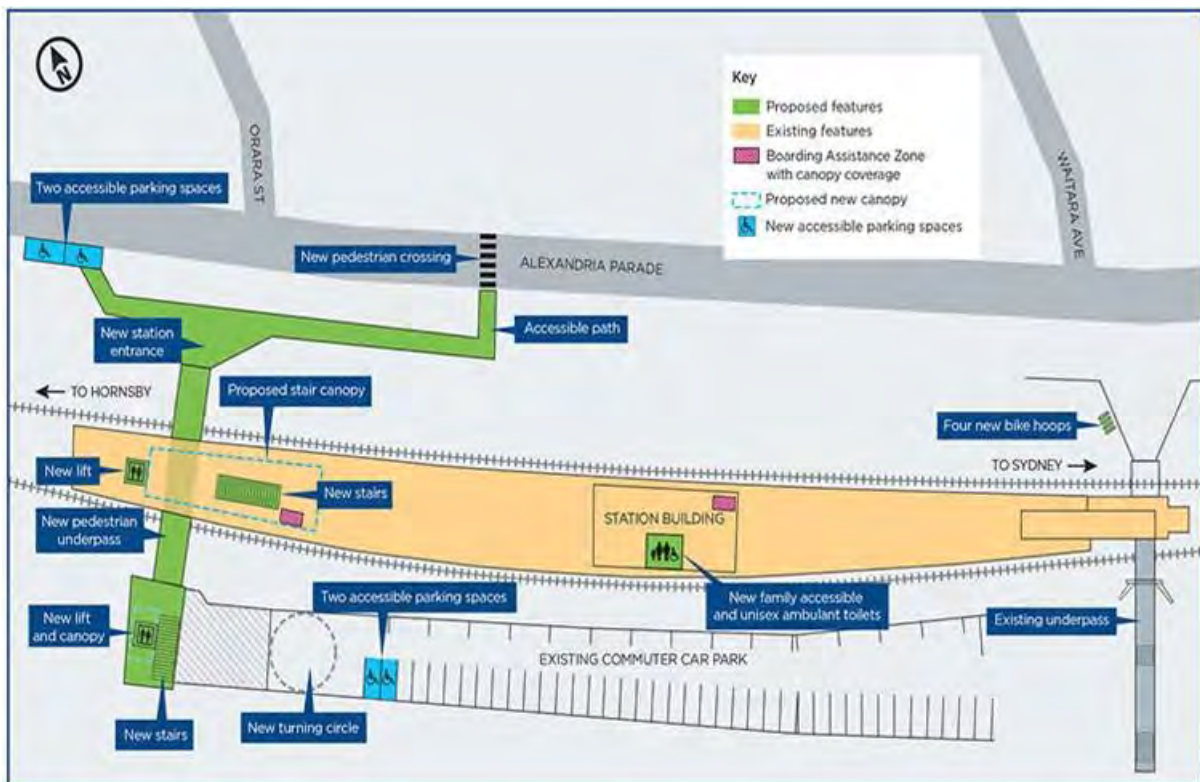 N
ORARA ST
WAITARA AVE
Key
Proposed features
Existing features
Boarding Assistance Zone
with canopy coverage
Proposed new canopy
New accessible parking spaces
Two accessible parking spaces
New pedestrian crossing
ALEXANDRIA PARADE
New station
entrance
Accessible path
TO HORNSBY
Proposed stair canopy
Four new bike hoops
TO SYDNEY
New lift
New stairs
STATION BUILDING
New pedestrian
underpass
Two accessible parking spaces
New family accessible
and unisex ambulant toilets
Existing underpass
New lift
and canopy
EXISTING COMMUTER CAR PARK
New stairs
New turning circle